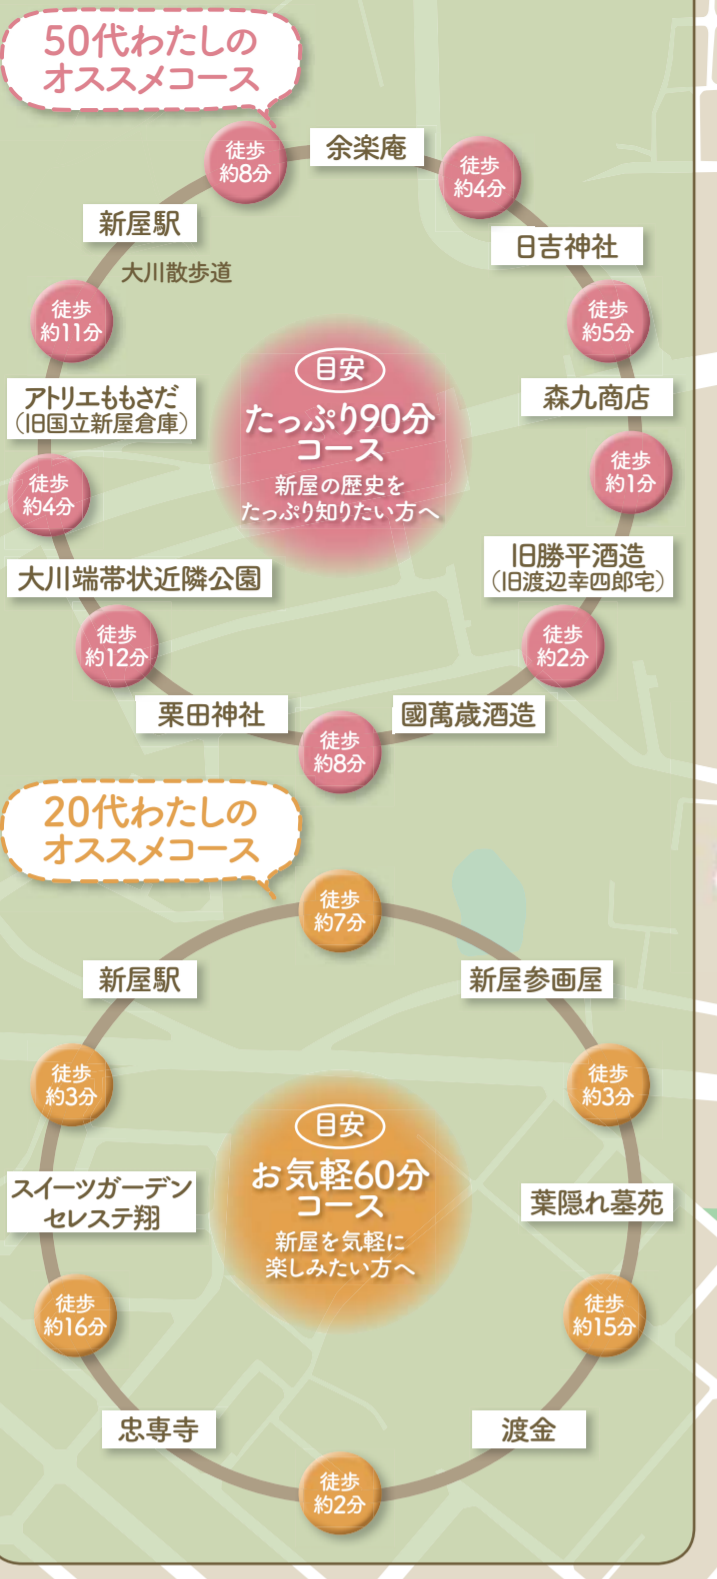 50代わたしの
オススメコース
徒歩
約8分
余楽庵
徒歩
約4分
日吉神社
徒歩
約5分
森九商店
徒歩
約1分
旧勝平酒造
（旧渡辺幸四郎宅）
徒歩
約2分
國萬歳酒造
徒歩
約8分
栗田神社
徒歩
約12分
大川端帯状近隣公園
徒歩
約4分
アトリエももさだ
（旧国立新屋倉庫）
徒歩
約11分
新屋駅
大川散歩道
目安
たっぷり90分
コース
新屋の歴史を
たっぷり知りたい方へ
20代わたしの
オススメコース
徒歩
約7分
新屋参画屋
徒歩
約3分
葉隠れ墓苑
徒歩
約15分
渡金
徒歩
約2分
忠専寺
徒歩
約16分
スイーツガーデン
セレステ翔
徒歩
約3分
新屋駅
目安
お気軽60分
コース
新屋を気軽に
楽しみたい方へ